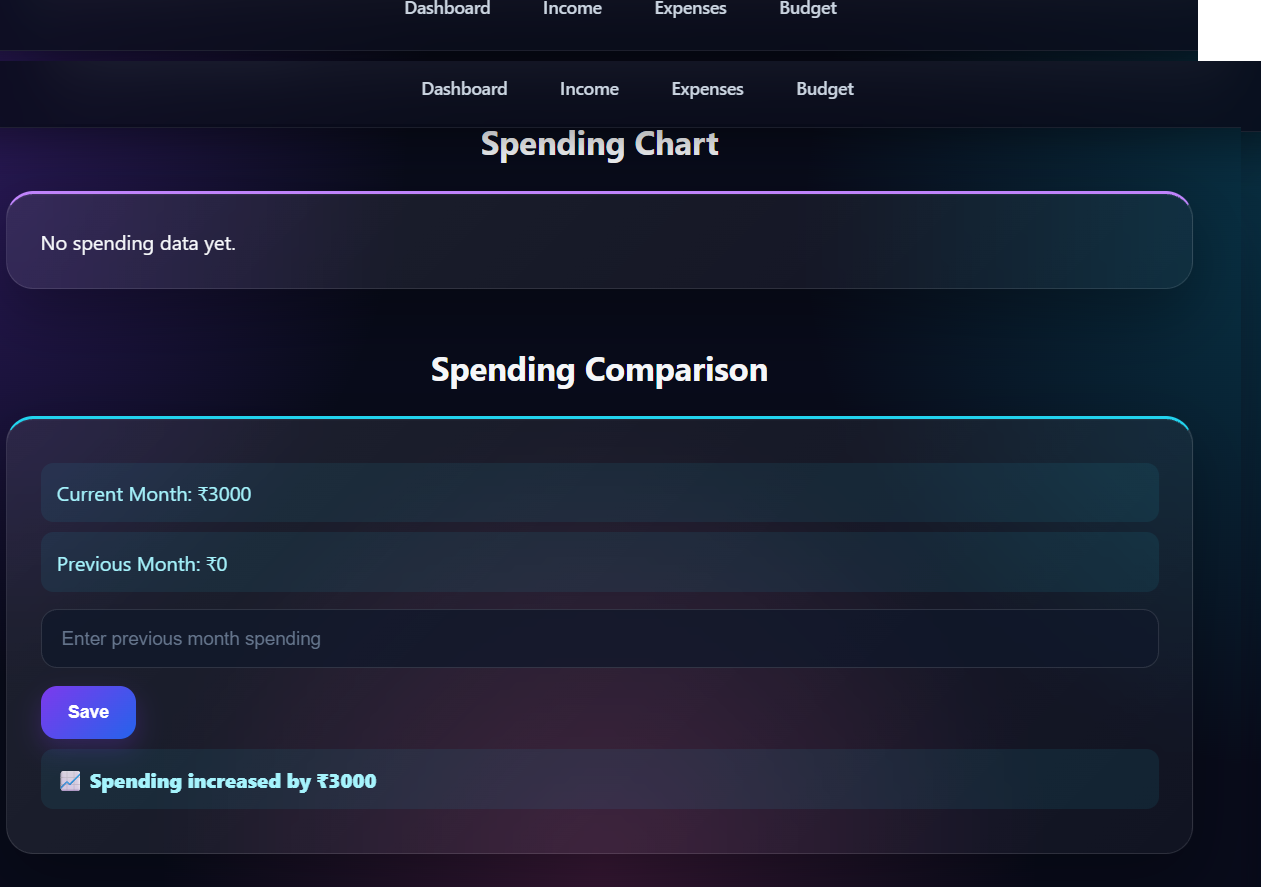 Dashboard Income Expenses Budget
Dashboard Income Expenses Budget
Spending Chart
No spending data yet.
Spending Comparison
Current Month: ₹3000
Previous Month: ₹0
Enter previous month spending
Save
📈 Spending increased by ₹3000